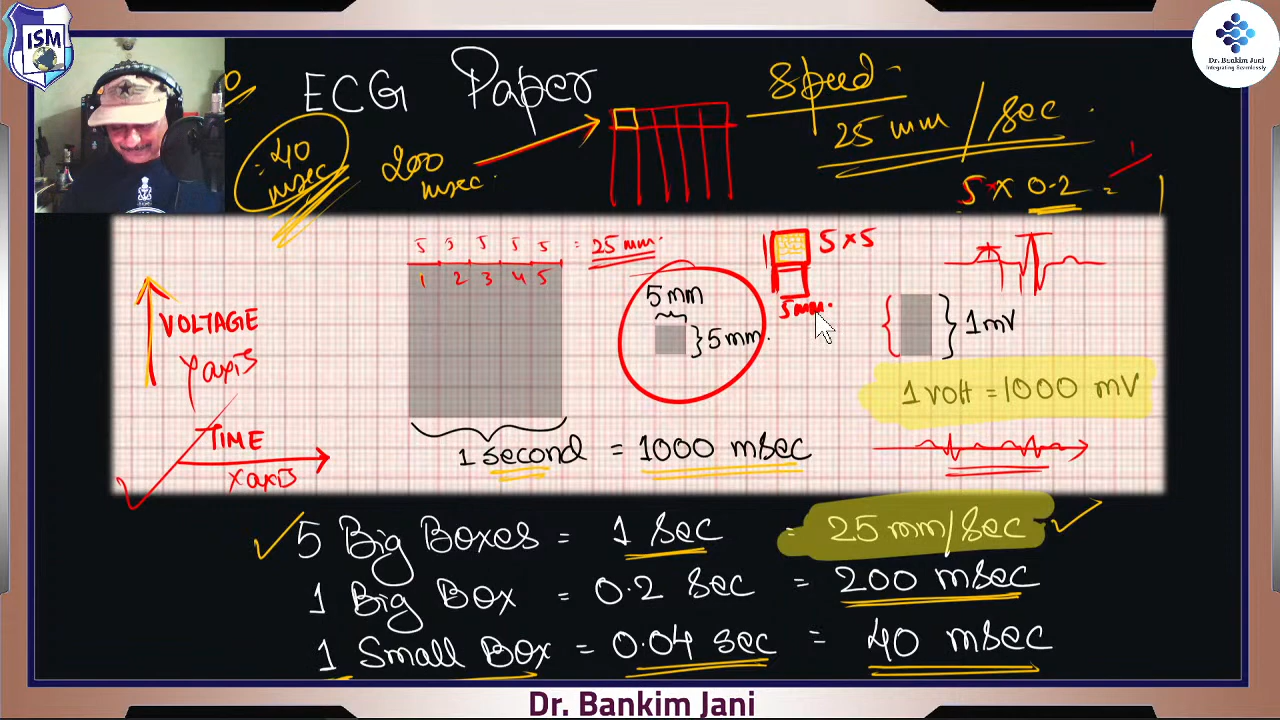 ISM
Dr. Bankim Jani
Integrating Seamlessly
ECG Paper
Speed
25 mm / sec
40 msec
200 msec
5 x 0.2 = 1
5 5 5 5 5 = 25 mm
1 2 3 4 5
5 x 5
5 mm
5 mm
5 mm
VOLTAGE
Y axis
1 mV
1 volt = 1000 mV
TIME
X axis
1 second = 1000 msec
5 Big Boxes = 1 sec = 25 mm/sec
1 Big Box = 0.2 sec = 200 msec
1 Small Box = 0.04 sec = 40 msec
Dr. Bankim Jani